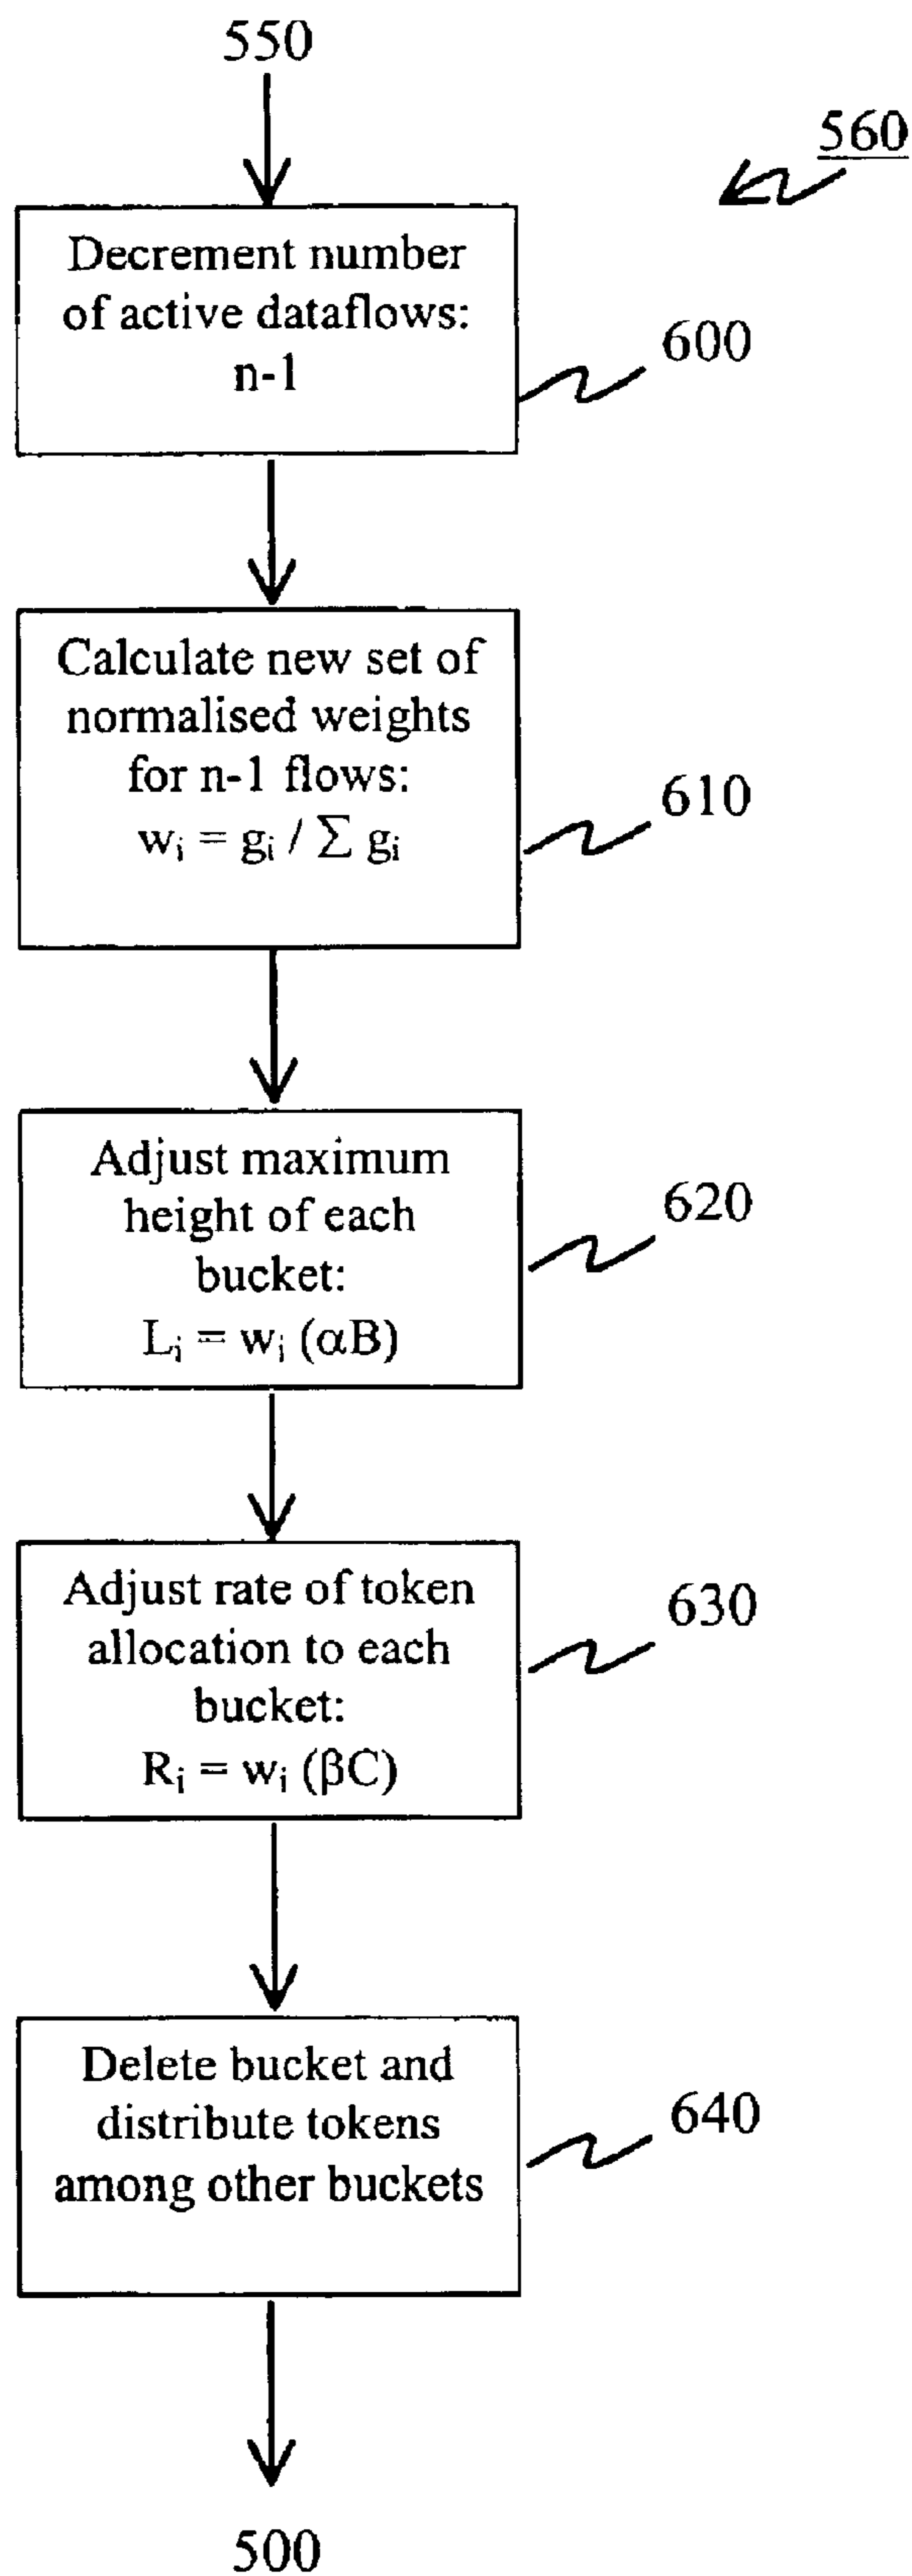 550
560
Decrement number
of active dataflows:
n-1
600
Calculate new set of
normalised weights
for n-1 flows:
wᵢ = gᵢ / ∑ gᵢ
610
Adjust maximum
height of each
bucket:
Lᵢ = wᵢ (αB)
620
Adjust rate of token
allocation to each
bucket:
Rᵢ = wᵢ (βC)
630
Delete bucket and
distribute tokens
among other buckets
640
500